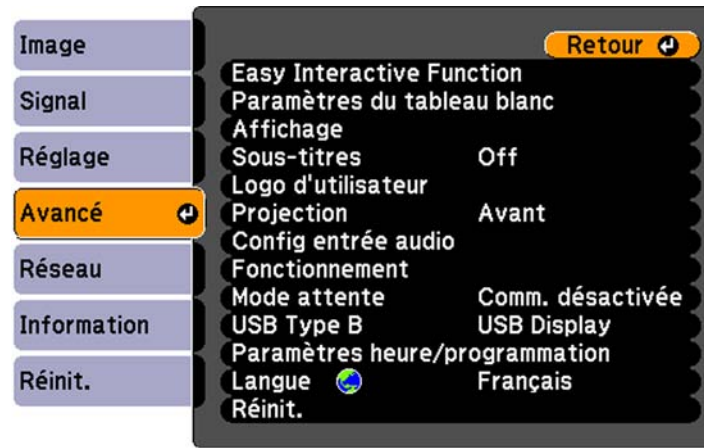 Image
Signal
Réglage
Avancé
Réseau
Information
Réinit.
Retour
Easy Interactive Function
Paramètres du tableau blanc
Affichage
Sous-titres Off
Logo d'utilisateur
Projection Avant
Config entrée audio
Fonctionnement
Mode attente Comm. désactivée
USB Type B USB Display
Paramètres heure/programmation
Langue Français
Réinit.